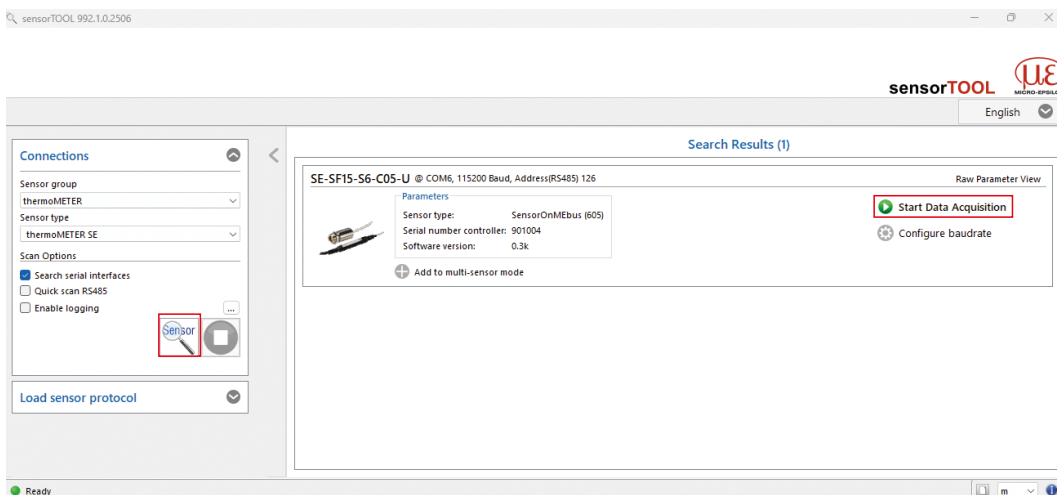 sensorTOOL 992.1.0.2506
sensorTOOL
με
MICRO-EPSILO
English
Connections
Sensor group
thermoMETER
Sensor type
thermoMETER SE
Scan Options
Search serial interfaces
Quick scan RS485
Enable logging
...
Sensor
Load sensor protocol
Search Results (1)
SE-SF15-S6-C05-U @ COM6, 115200 Baud, Address(RS485) 126
Raw Parameter View
Parameters
Sensor type: SensorOnMEbus (605)
Serial number controller: 901004
Software version: 0.3k
Add to multi-sensor mode
Start Data Acquisition
Configure baudrate
Ready
m